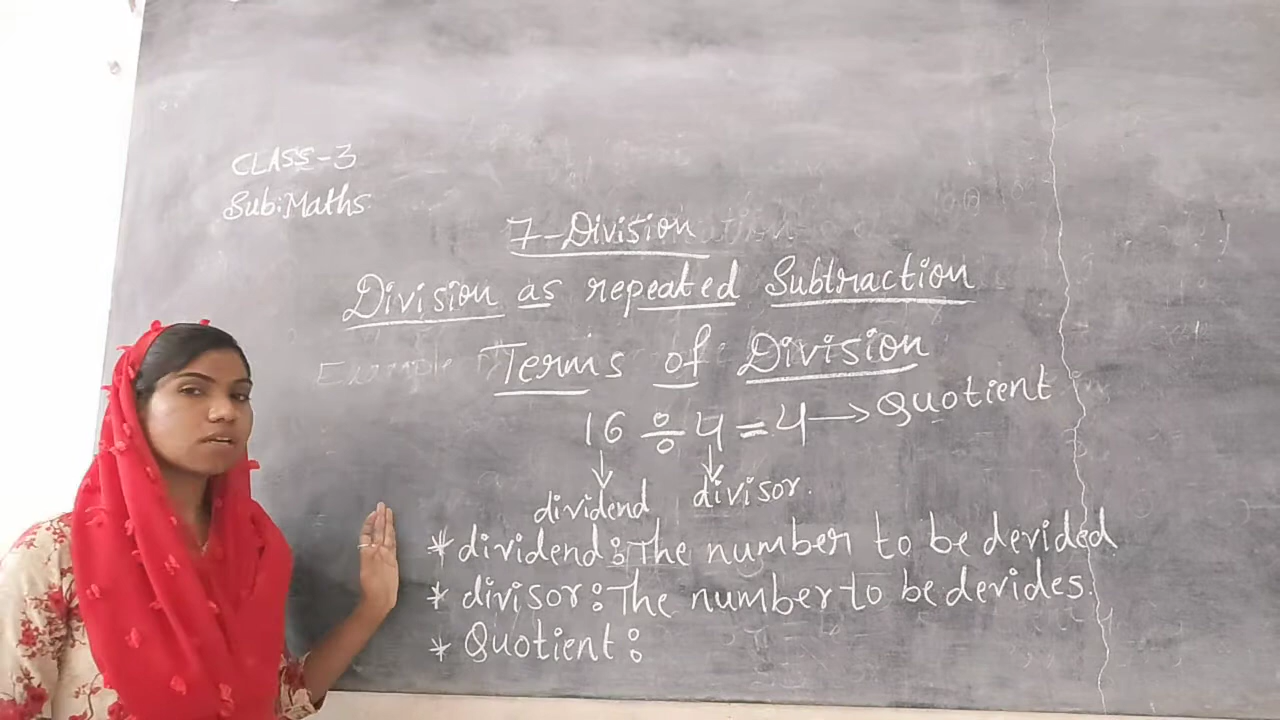 CLASS-3
Sub:Maths
7-Division
Division as repeated Subtraction
Terms of Division
16 ÷ 4 = 4 → Quotient
dividend divisor.
* dividend: The number to be devided.
* divisor: The number to be devides.
* Quotient: